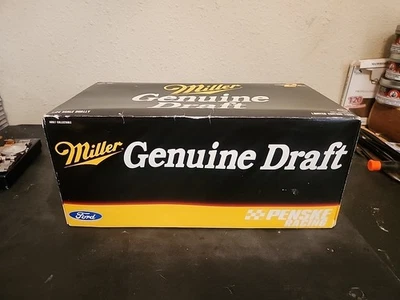 Miller
Genuine
Draft
Miller Genuine Draft
Ford
PENSKE
RACING